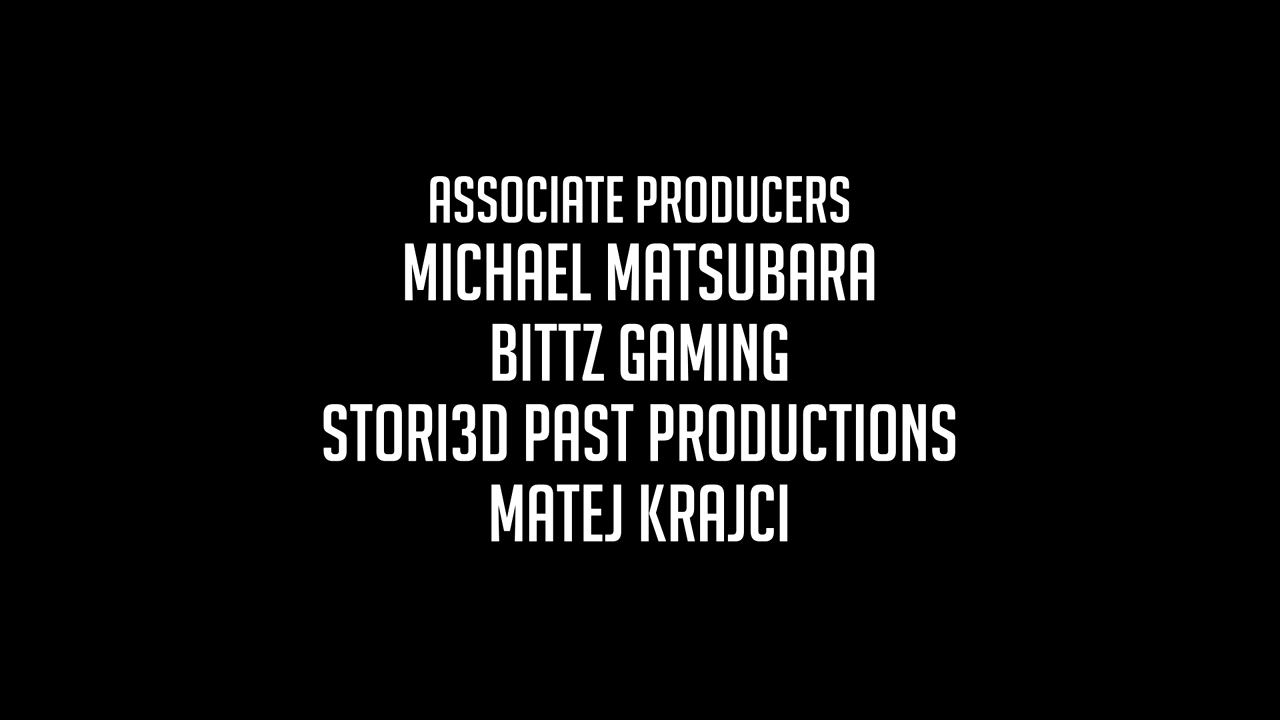 ASSOCIATE PRODUCERS
MICHAEL MATSUBARA
BITTZ GAMING
STORI3D PAST PRODUCTIONS
MATEJ KRAJCI